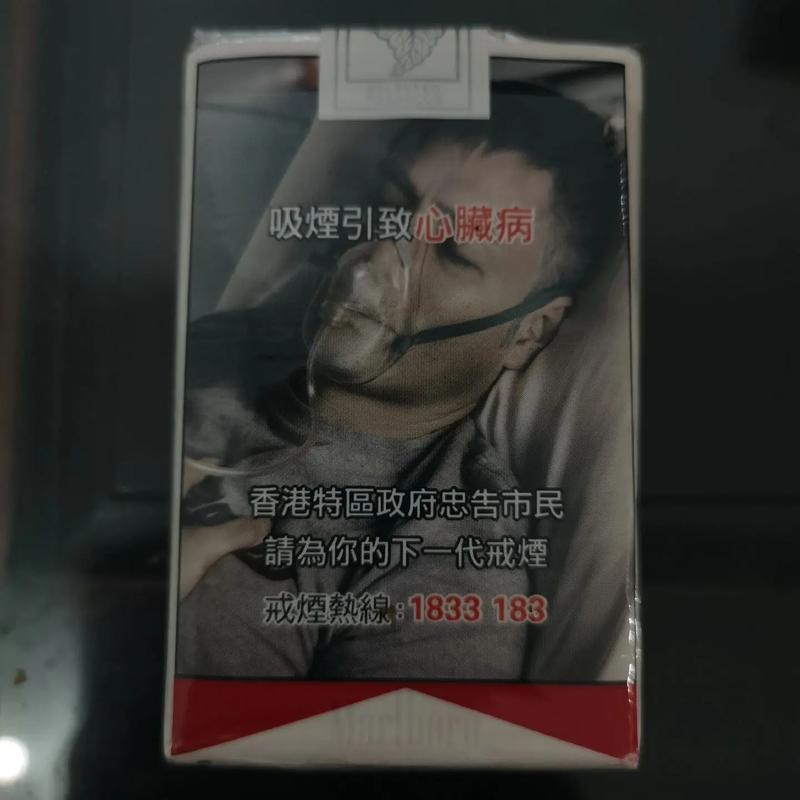 吸煙引致心臟病
香港特區政府忠告市民
請為你的下一代戒煙
戒煙熱線:1833 183
Marlboro